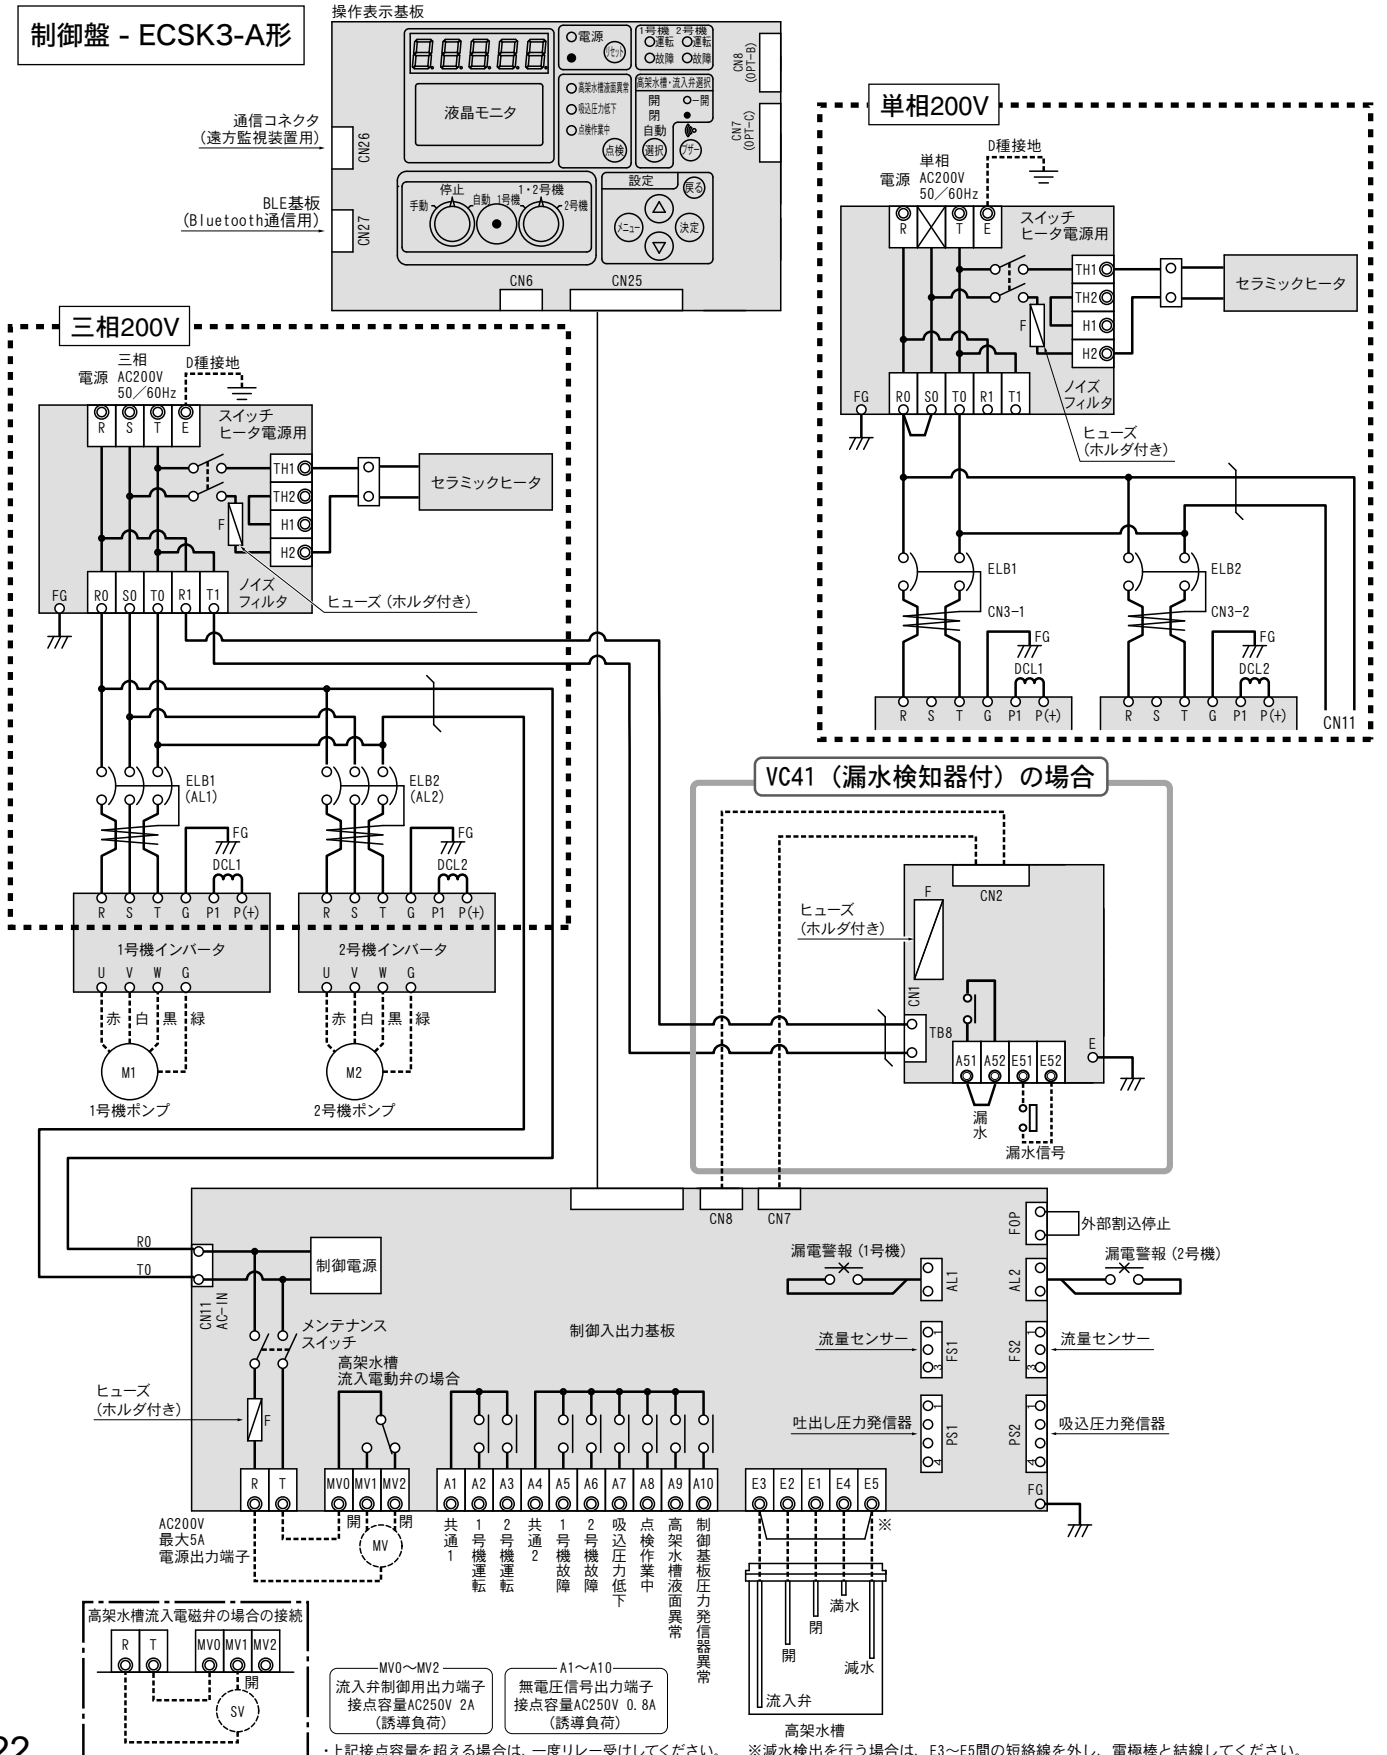 制御盤 - ECSK3-A形
操作表示基板
液晶モニタ
電源
リセット
1号機 2号機
運転 運転
故障 故障
高架水槽液面異常
吸込圧力低下
点検作業中
点検
高架水槽・流入弁選択
開 開
閉
自動
選択
ブザー
CN8
(OPT-B)
CN7
(OPT-C)
通信コネクタ
(遠方監視装置用)
CN26
BLE基板
(Bluetooth通信用)
CN27
停止
手動 自動
1・2号機
1号機 2号機
設定
戻る
メニュー
決定
CN6
CN25
単相200V
D種接地
単相
電源 AC200V
50/60Hz
R T E
スイッチ
ヒータ電源用
TH1
TH2
H1
H2
F
セラミックヒータ
FG
R0 S0 T0 R1 T1
ノイズ
フィルタ
ヒューズ
(ホルダ付き)
ELB1
CN3-1
ELB2
CN3-2
FG
DCL1
FG
DCL2
R S T G P1 P(+)
R S T G P1 P(+)
CN11
三相200V
三相
電源 AC200V
50/60Hz
D種接地
R S T E
スイッチ
ヒータ電源用
TH1
TH2
H1
H2
F
セラミックヒータ
FG
R0 S0 T0 R1 T1
ノイズ
フィルタ
ヒューズ(ホルダ付き)
ELB1
(AL1)
ELB2
(AL2)
FG
DCL1
FG
DCL2
R S T G P1 P(+)
R S T G P1 P(+)
1号機インバータ
2号機インバータ
U V W G
U V W G
赤 白 黒 緑
赤 白 黒 緑
M1
M2
1号機ポンプ
2号機ポンプ
VC41(漏水検知器付)の場合
CN2
F
ヒューズ
(ホルダ付き)
CN1
TB8
A51 A52 E51 E52
E
漏水
漏水信号
CN8
CN7
R0
T0
CN11
AC-IN
制御電源
メンテナンス
スイッチ
ヒューズ
(ホルダ付き)
F
高架水槽
流入電動弁の場合
制御入出力基板
漏電警報(1号機)
AL1
流量センサー
1
3
FS1
吐出し圧力発信器
1
4
PS1
FOP
外部割込停止
漏電警報(2号機)
AL2
FS2
1
3
流量センサー
PS2
1
4
吸込圧力発信器
FG
R T
MV0 MV1 MV2
A1 A2 A3 A4 A5 A6 A7 A8 A9 A10
E3 E2 E1 E4 E5
AC200V
最大5A
電源出力端子
開 閉
MV
共通1
1号機運転
2号機運転
共通2
1号機故障
2号機故障
吸込圧力低下
点検作業中
高架水槽液面異常
制御基板圧力発信器異常
※
満水
閉
開
減水
流入弁
高架水槽
高架水槽流入電磁弁の場合の接続
R T
MV0 MV1 MV2
開
SV
MV0〜MV2
流入弁制御用出力端子
接点容量AC250V 2A
(誘導負荷)
A1〜A10
無電圧信号出力端子
接点容量AC250V 0.8A
(誘導負荷)
・上記接点容量を超える場合は、一度リレー受けしてください。
※減水検出を行う場合は、E3〜E5間の短絡線を外し、電極棒と結線してください。
22